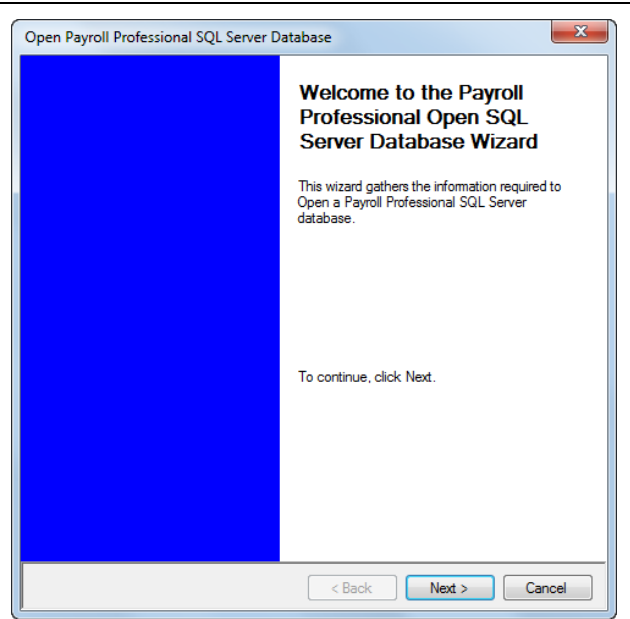 Open Payroll Professional SQL Server Database
Welcome to the Payroll
Professional Open SQL
Server Database Wizard
This wizard gathers the information required to
Open a Payroll Professional SQL Server
database.
To continue, click Next.
< Back Next > Cancel